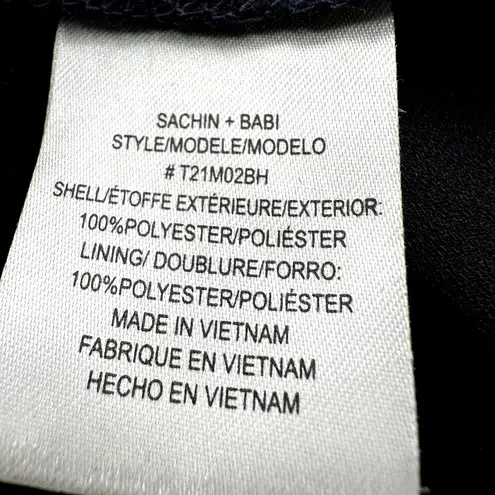 SACHIN + BABI
STYLE/MODELE/MODELO
# T21M02BH
SHELL/ÉTOFFE EXTÉRIEURE/EXTERIOR:
100%POLYESTER/POLIÉSTER
LINING/ DOUBLURE/FORRO:
100%POLYESTER/POLIÉSTER
MADE IN VIETNAM
FABRIQUE EN VIETNAM
HECHO EN VIETNAM